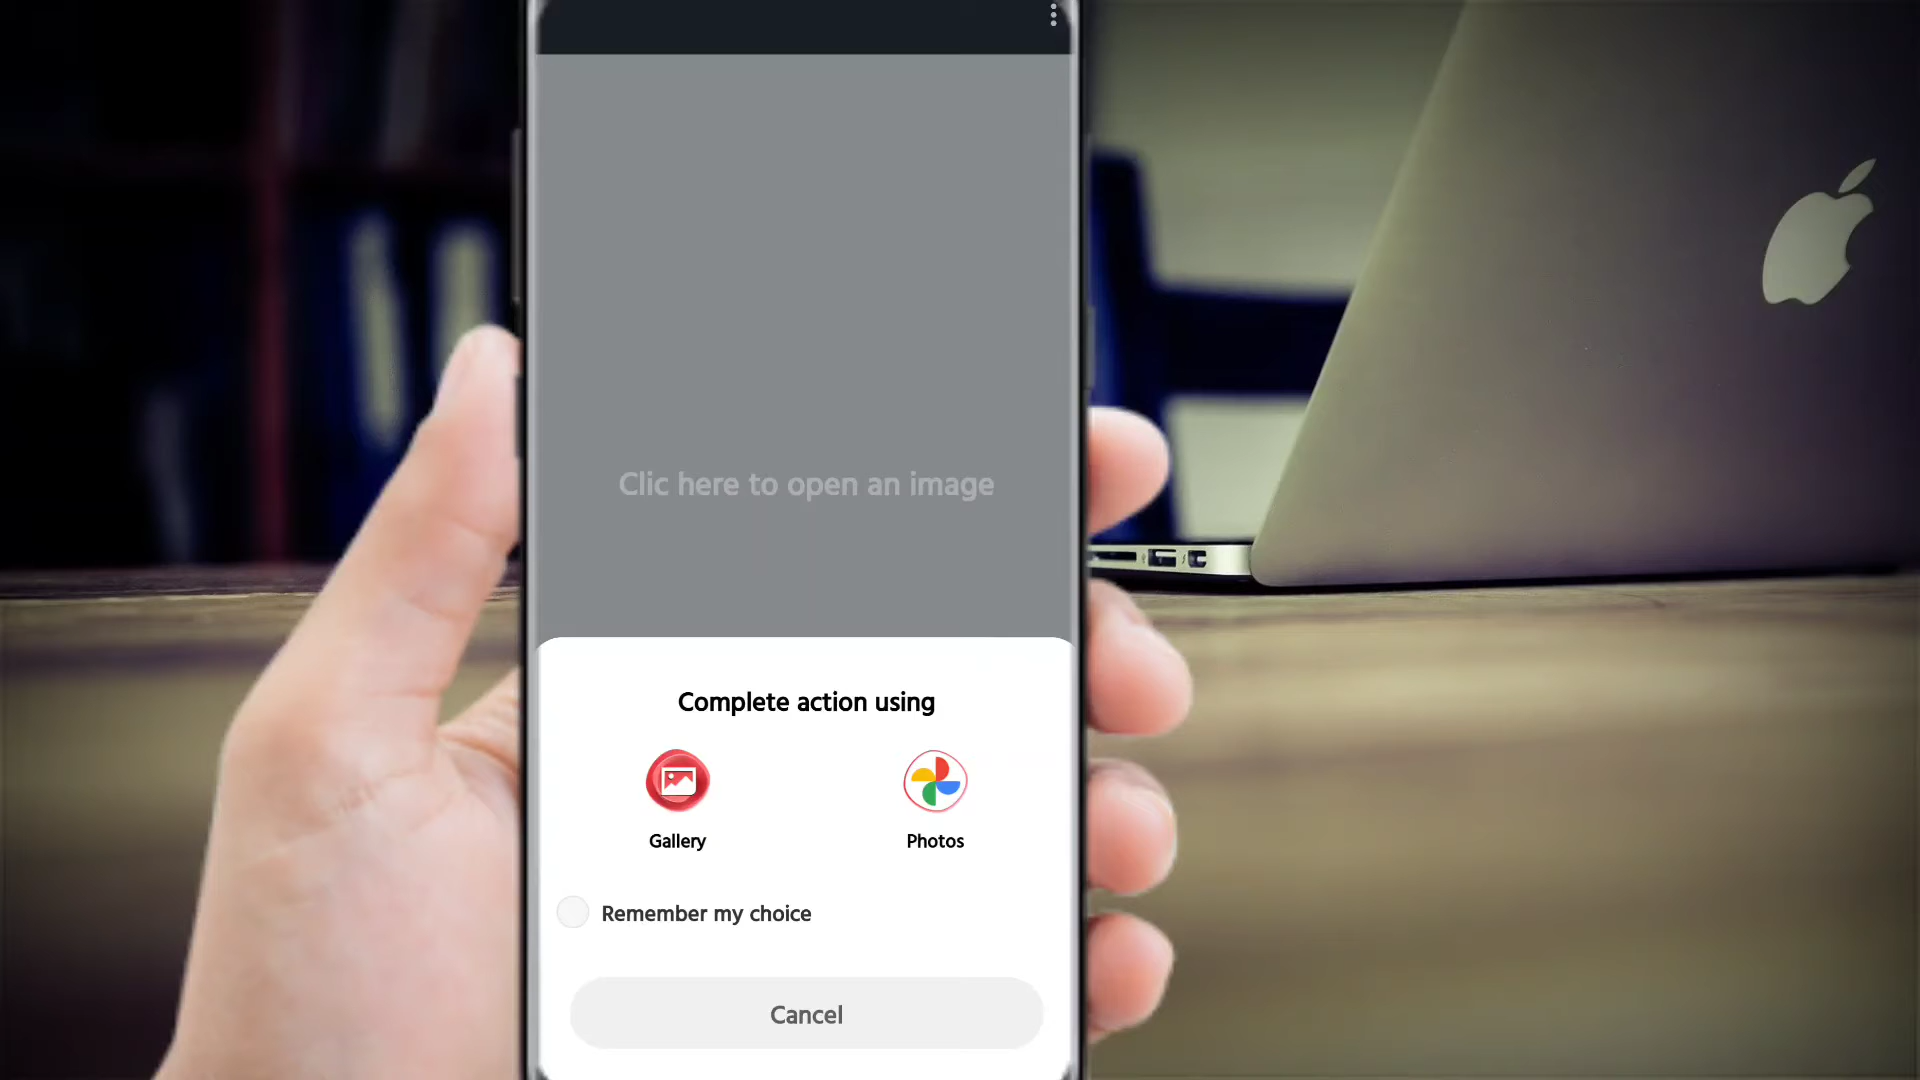 Clic here to open an image
Complete action using
Gallery
Photos
Remember my choice
Cancel